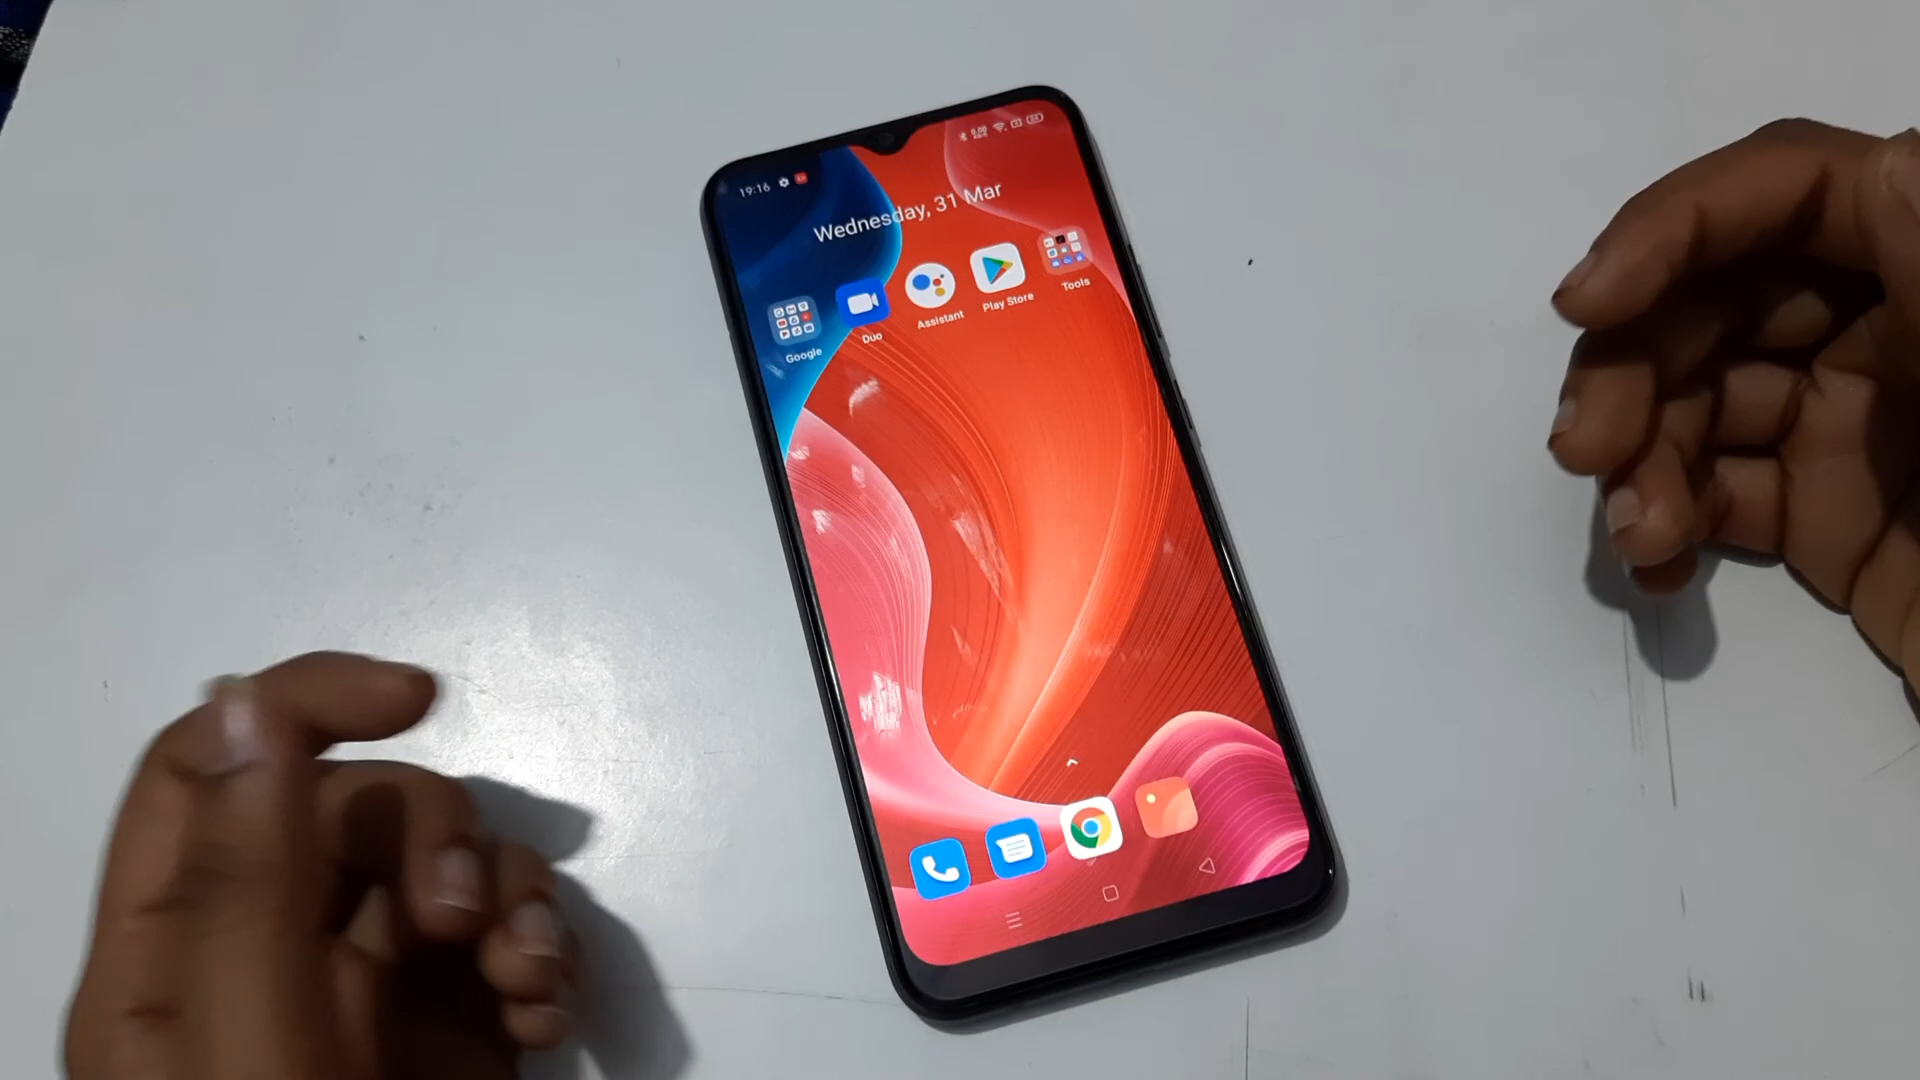 19:16
Wednesday, 31 Mar
Google
Duo
Assistant
Play Store
Tools